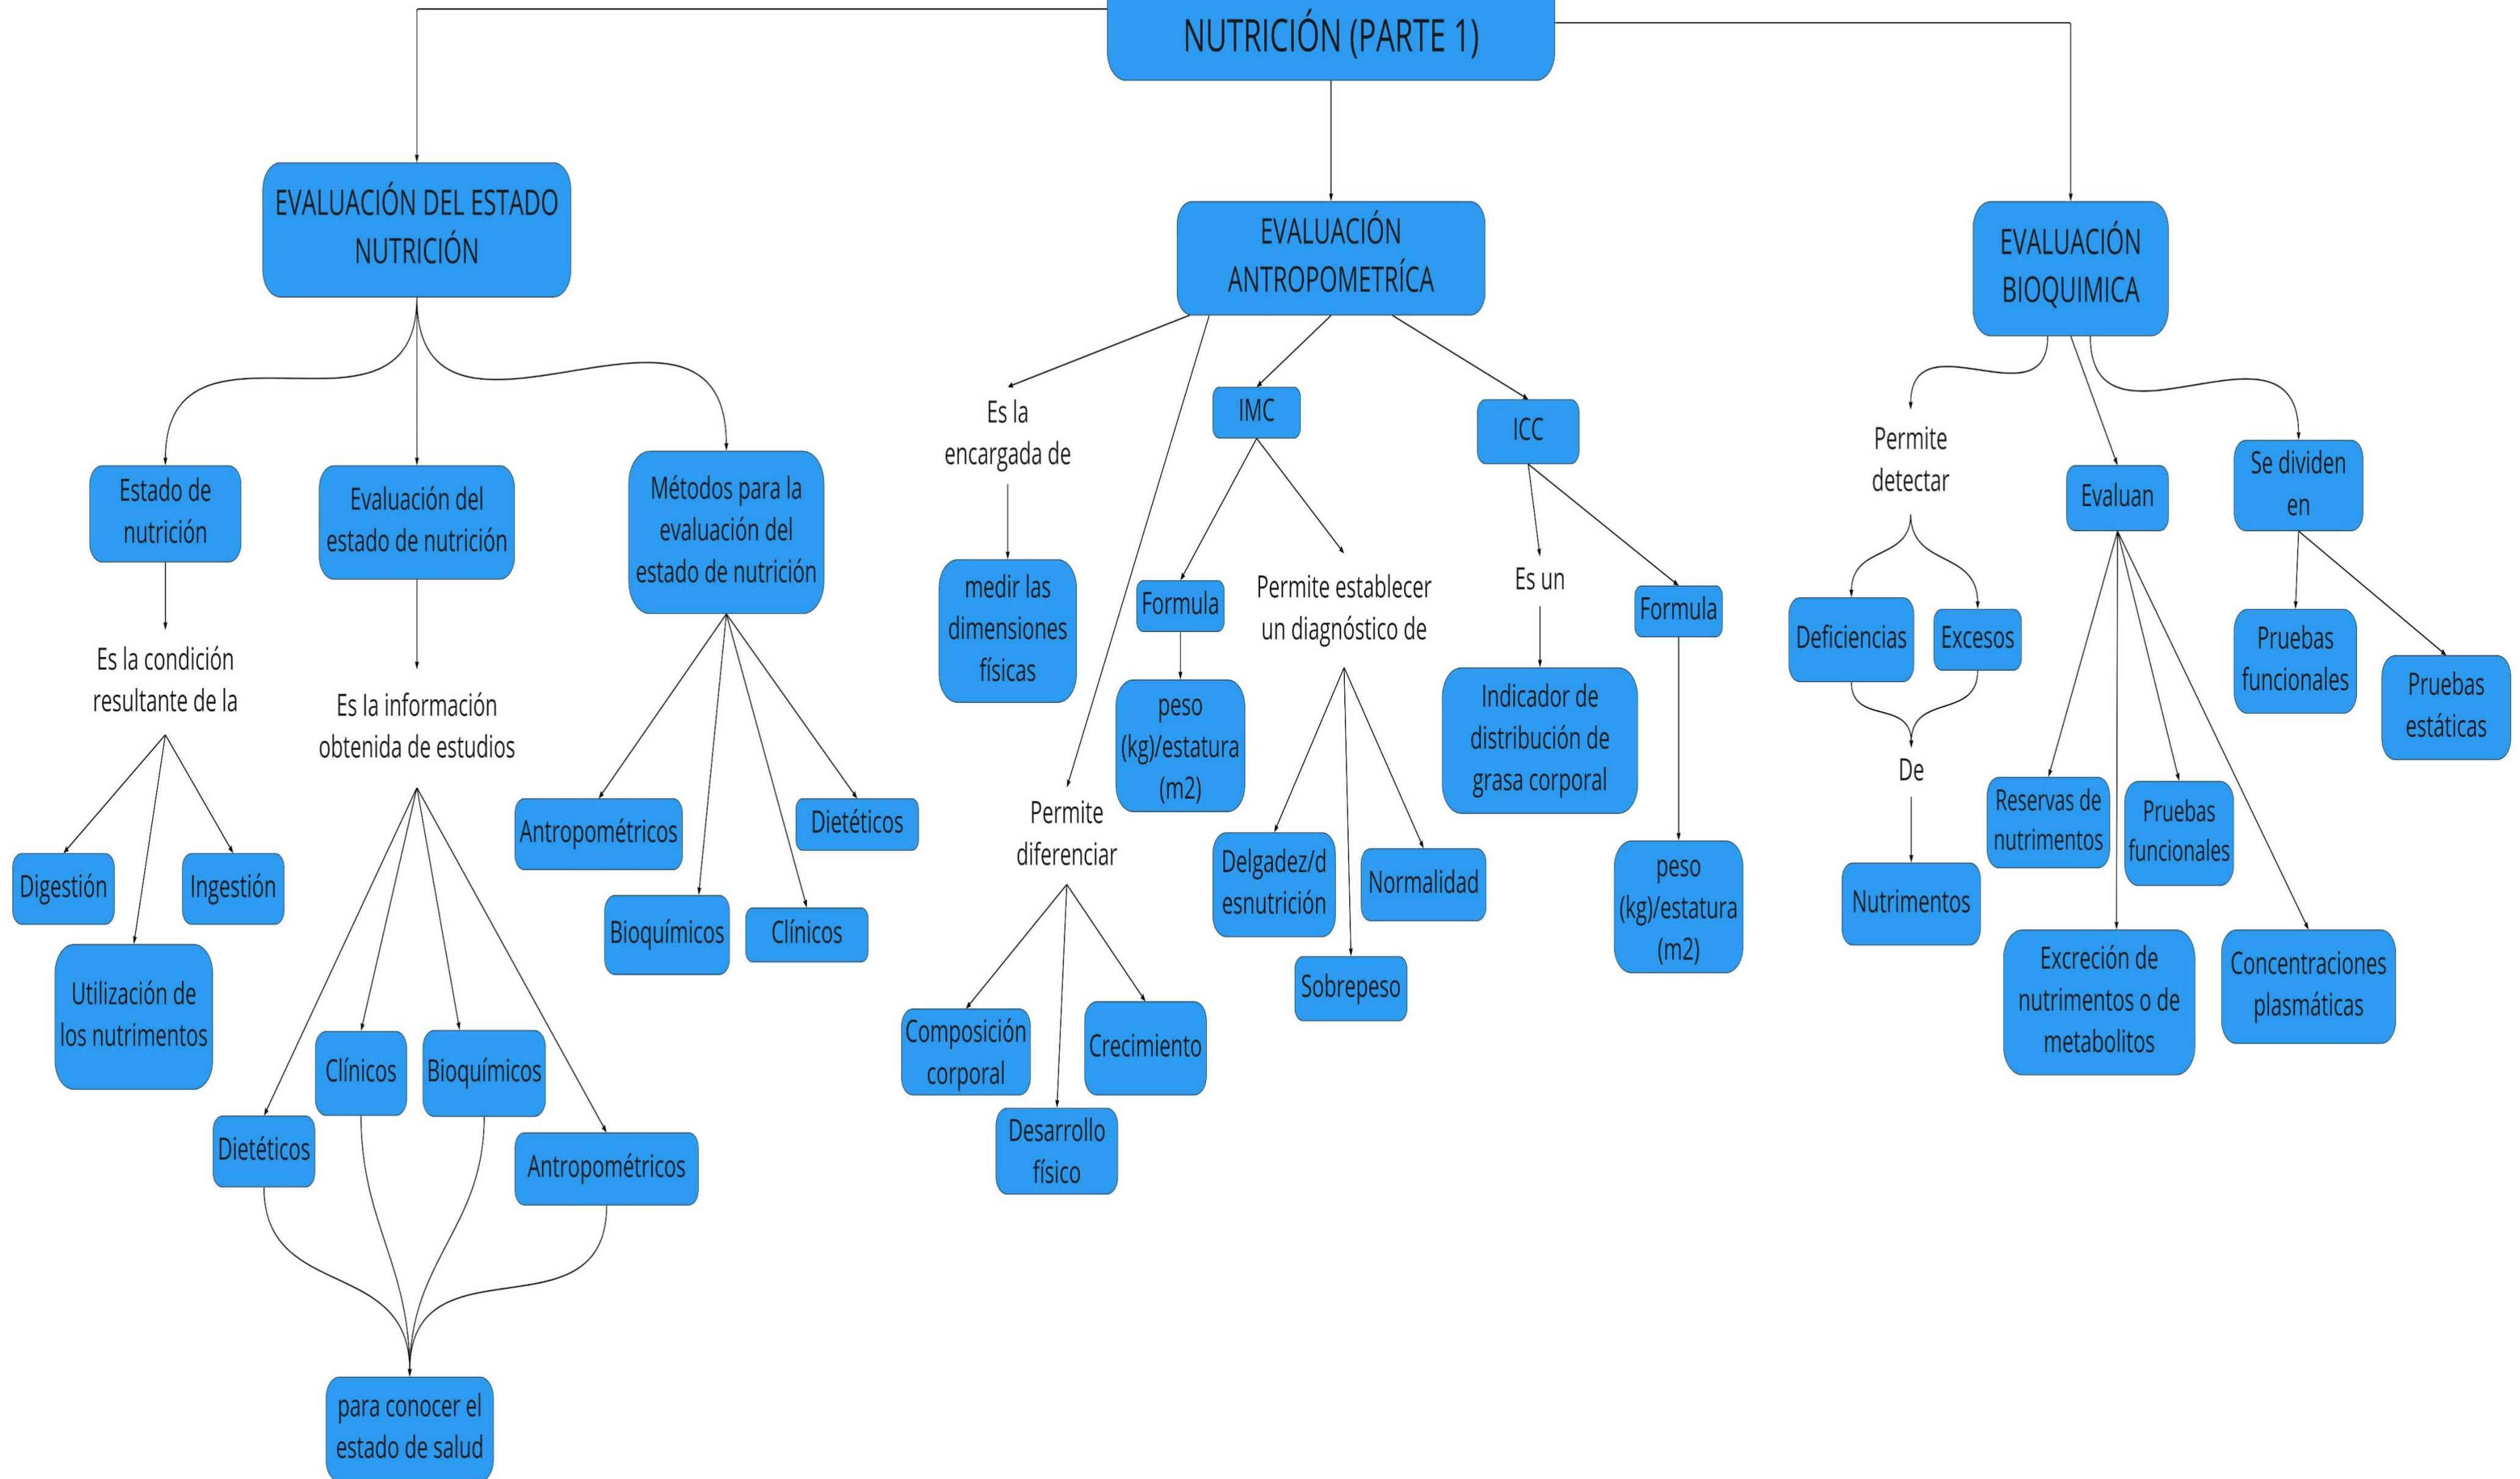 NUTRICIÓN (PARTE 1)
EVALUACIÓN DEL ESTADO
NUTRICIÓN
Estado de
nutrición
Es la condición
resultante de la
Digestión
Utilización de
los nutrimentos
Ingestión
Evaluación del
estado de nutrición
Es la información
obtenida de estudios
Dietéticos
Clínicos
Bioquímicos
Antropométricos
para conocer el
estado de salud
Métodos para la
evaluación del
estado de nutrición
Antropométricos
Bioquímicos
Clínicos
Dietéticos
EVALUACIÓN
ANTROPOMETRÍCA
Es la
encargada de
medir las
dimensiones
físicas
Permite
diferenciar
Composición
corporal
Desarrollo
físico
Crecimiento
IMC
Formula
peso
(kg)/estatura
(m2)
Permite establecer
un diagnóstico de
Delgadez/d
esnutrición
Sobrepeso
Normalidad
ICC
Es un
Indicador de
distribución de
grasa corporal
Formula
peso
(kg)/estatura
(m2)
EVALUACIÓN
BIOQUIMICA
Permite
detectar
Deficiencias
Excesos
De
Nutrimentos
Evaluan
Reservas de
nutrimentos
Excreción de
nutrimentos o de
metabolitos
Pruebas
funcionales
Concentraciones
plasmáticas
Se dividen
en
Pruebas
funcionales
Pruebas
estáticas